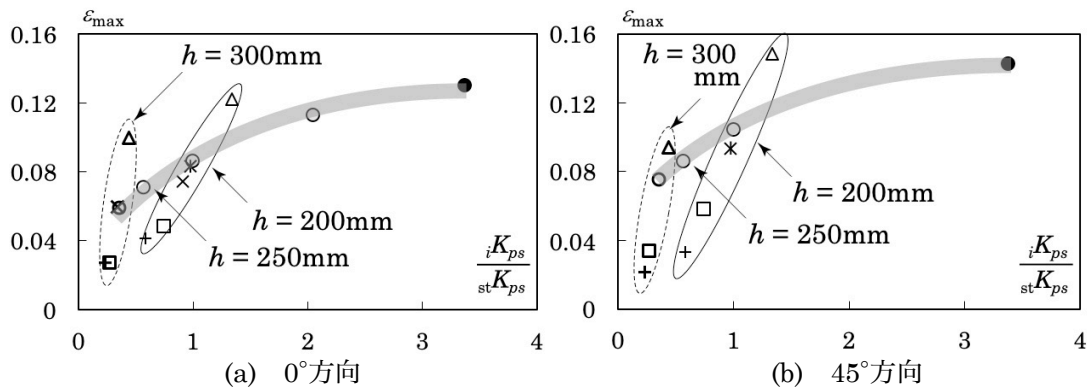 ε_max
0.16
0.12
0.08
0.04
0
h = 300mm
h = 200mm
h = 250mm
iKps
stKps
0 1 2 3 4
(a) 0°方向
ε_max
0.16
0.12
0.08
0.04
0
h = 300
mm
h = 200mm
h = 250mm
iKps
stKps
0 1 2 3 4
(b) 45°方向